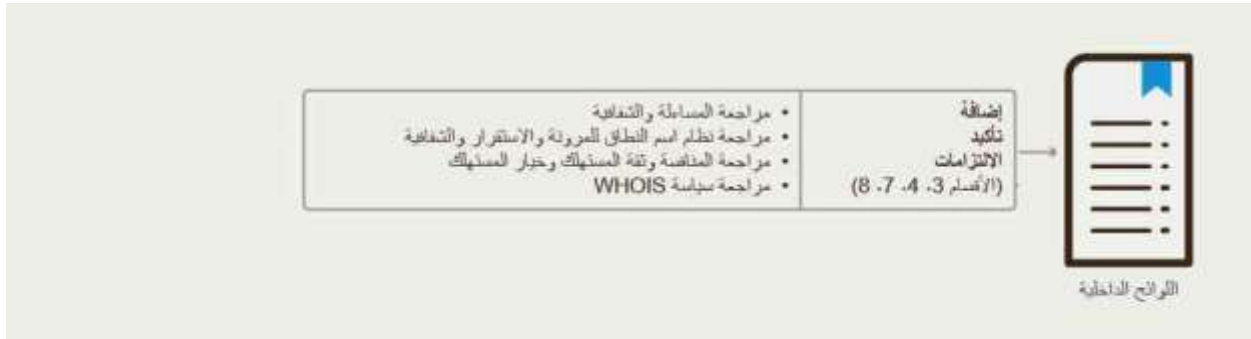 إضافة
تأكيد
الالتزامات
(الأقسام 3، 4، 7، 8)
• مراجعة المساءلة والشفافية
• مراجعة نظام اسم النطاق للمرونة والاستقرار والشفافية
• مراجعة المنافسة وثقة المستهلك وخيار المستهلك
• مراجعة سياسة WHOIS
اللوائح الداخلية